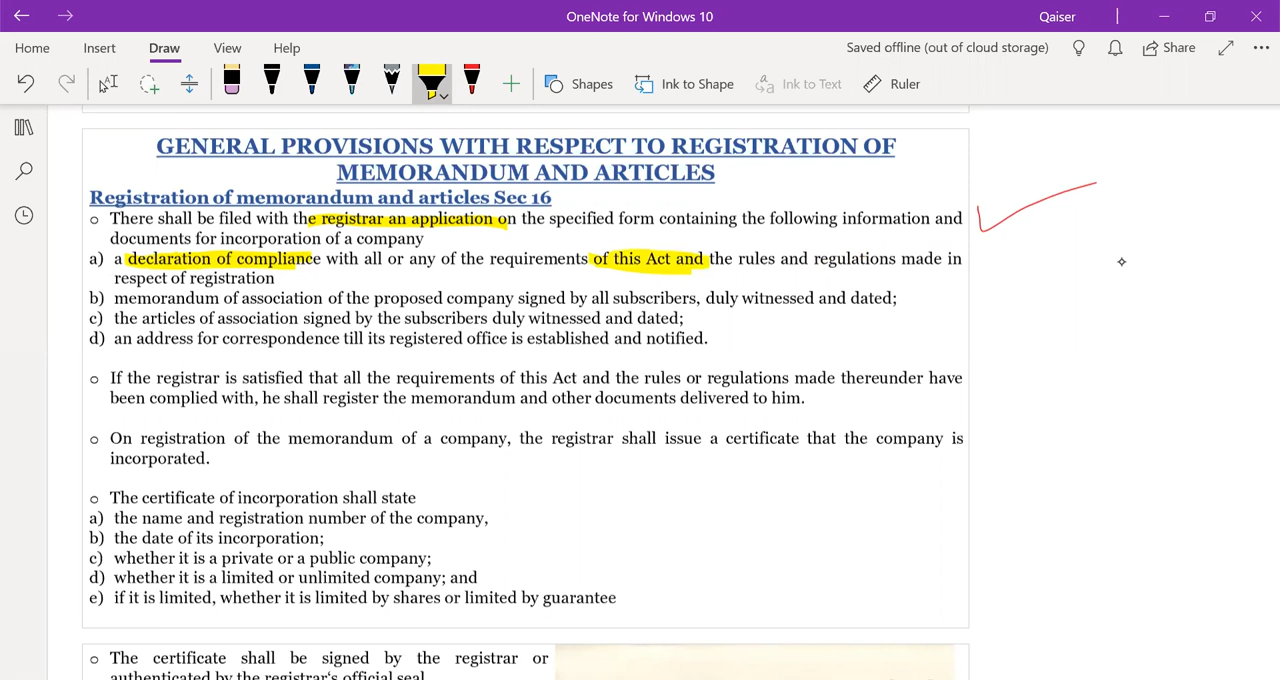 OneNote for Windows 10
Qaiser
Home Insert Draw View Help
Saved offline (out of cloud storage)
Share
Shapes
Ink to Shape
Ink to Text
Ruler
GENERAL PROVISIONS WITH RESPECT TO REGISTRATION OF
MEMORANDUM AND ARTICLES
Registration of memorandum and articles Sec 16
o There shall be filed with the registrar an application on the specified form containing the following information and
documents for incorporation of a company
a) a declaration of compliance with all or any of the requirements of this Act and the rules and regulations made in
respect of registration
b) memorandum of association of the proposed company signed by all subscribers, duly witnessed and dated;
c) the articles of association signed by the subscribers duly witnessed and dated;
d) an address for correspondence till its registered office is established and notified.
o If the registrar is satisfied that all the requirements of this Act and the rules or regulations made thereunder have
been complied with, he shall register the memorandum and other documents delivered to him.
o On registration of the memorandum of a company, the registrar shall issue a certificate that the company is
incorporated.
o The certificate of incorporation shall state
a) the name and registration number of the company,
b) the date of its incorporation;
c) whether it is a private or a public company;
d) whether it is a limited or unlimited company; and
e) if it is limited, whether it is limited by shares or limited by guarantee
o The certificate shall be signed by the registrar or
authenticated by the registrar's official seal